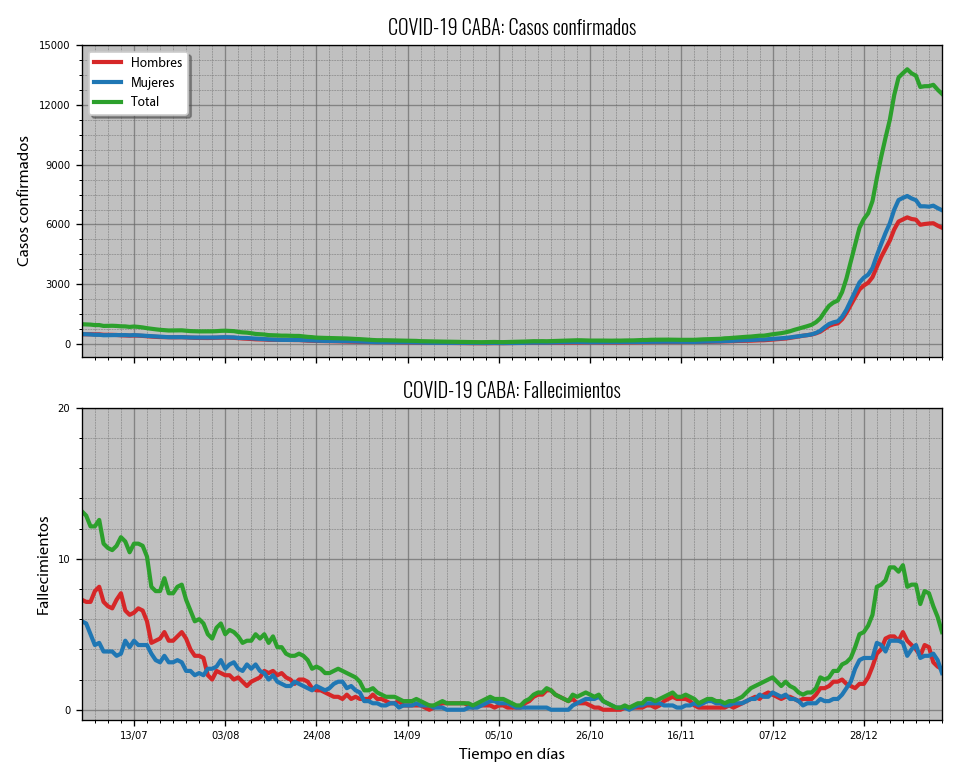 COVID-19 CABA: Casos confirmados
15000
12000
9000
6000
3000
0
Casos confirmados
Hombres
Mujeres
Total
COVID-19 CABA: Fallecimientos
20
10
0
Fallecimientos
13/07 03/08 24/08 14/09 05/10 26/10 16/11 07/12 28/12
Tiempo en días